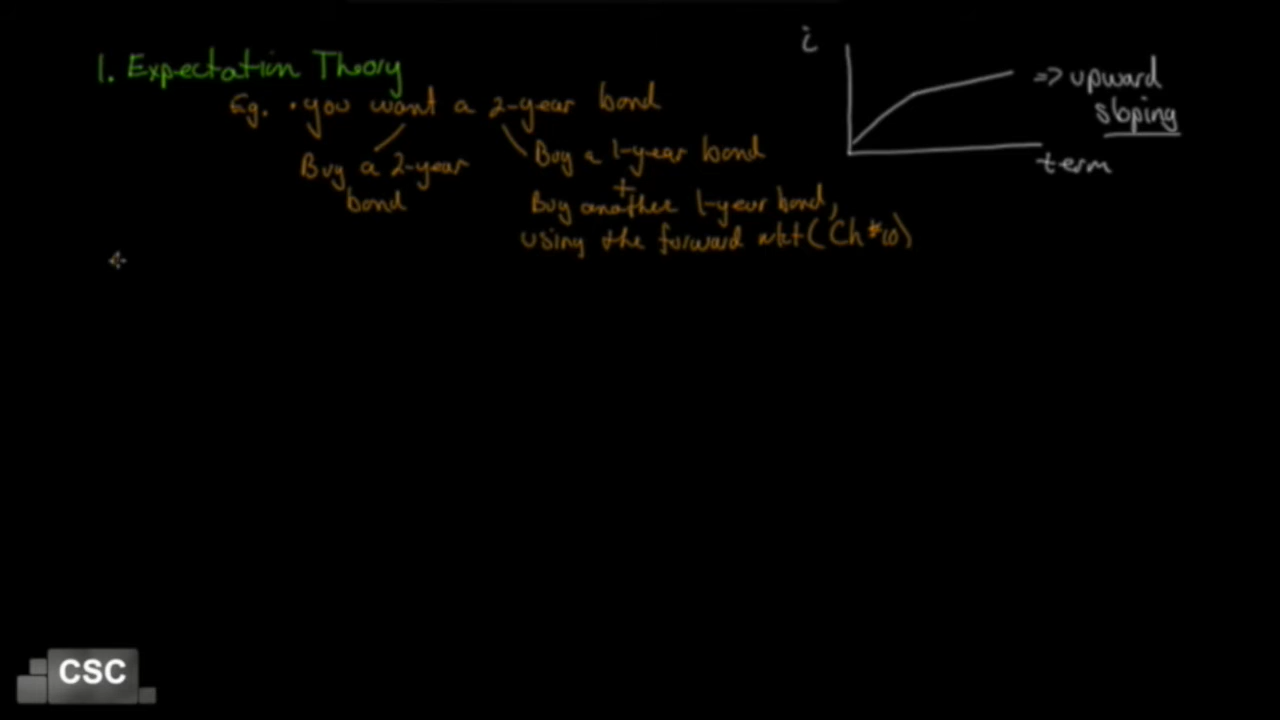 1. Expectation Theory
Eg. • you want a 2-year bond
Buy a 2-year
bond
Buy a 1-year bond
+
Buy another 1-year bond,
using the forward mkt (Ch #10)
i
=> upward
sloping
term
CSC